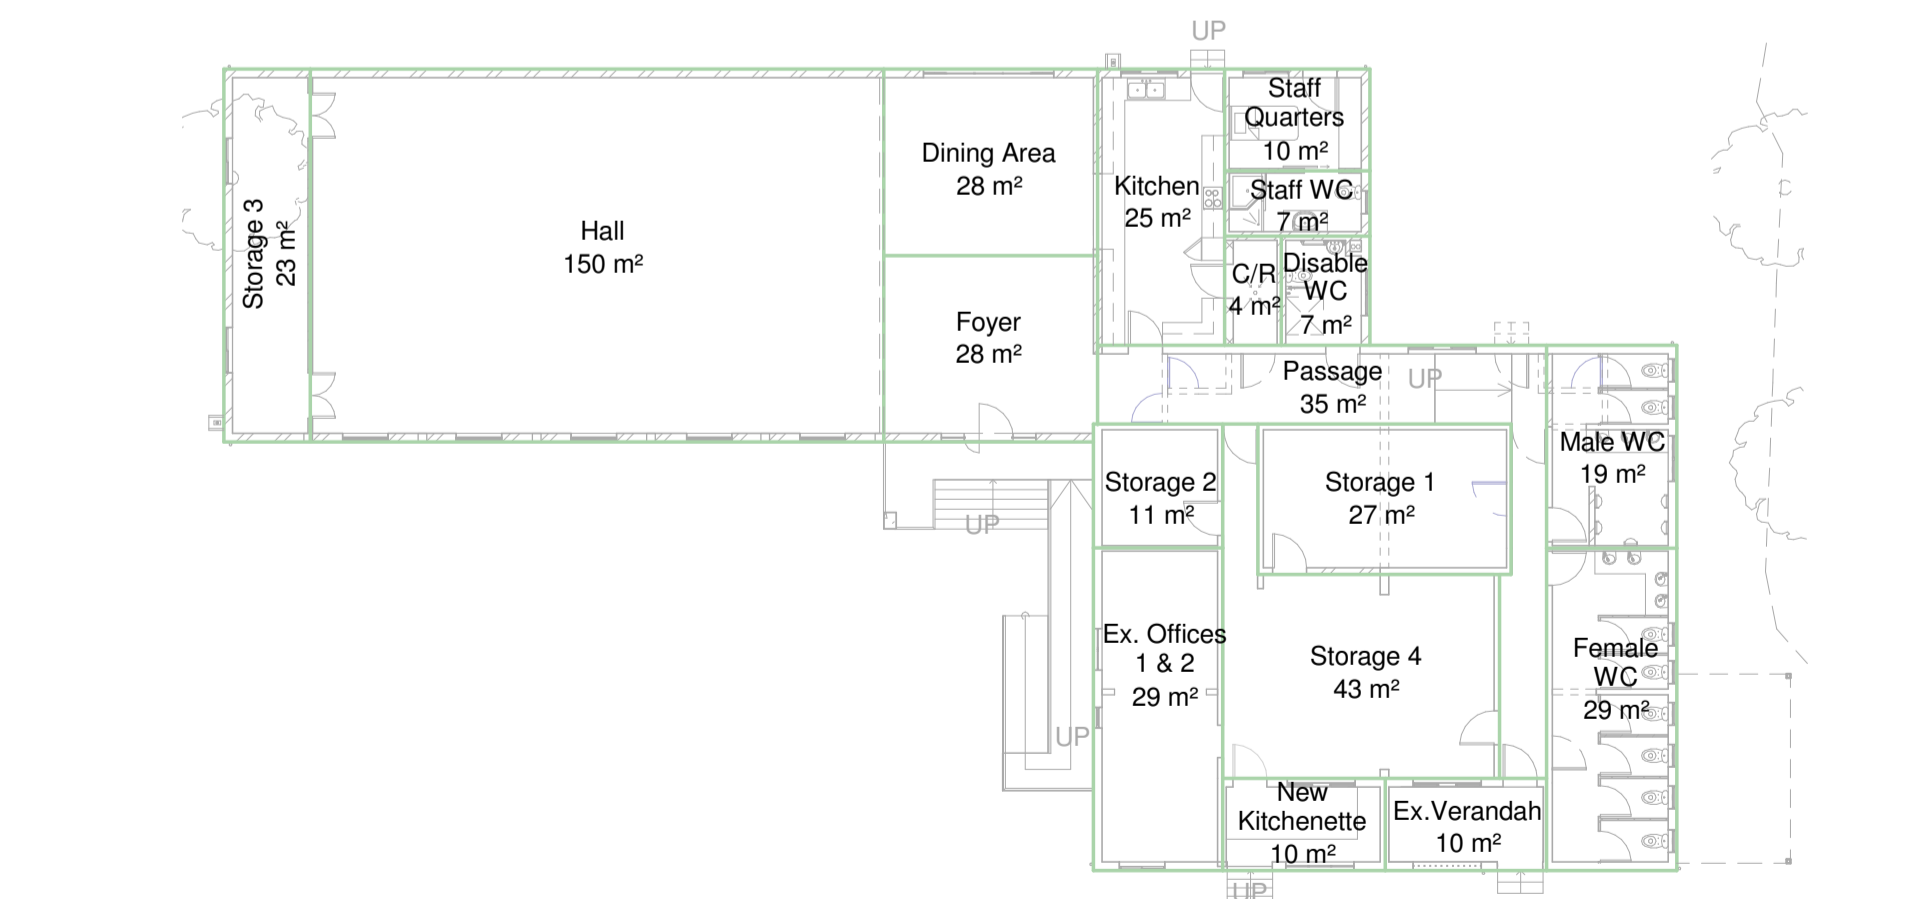 UP
Staff
Quarters
10 m²
Dining Area
28 m²
Kitchen
25 m²
Staff WC
7 m²
Storage 3
23 m²
Hall
150 m²
C/R
4 m²
Disable
WC
7 m²
Foyer
28 m²
Passage
35 m²
UP
Male WC
19 m²
Storage 2
11 m²
Storage 1
27 m²
UP
Ex. Offices
1 & 2
29 m²
Storage 4
43 m²
Female
WC
29 m²
UP
New
Kitchenette
10 m²
Ex.Verandah
10 m²
UP